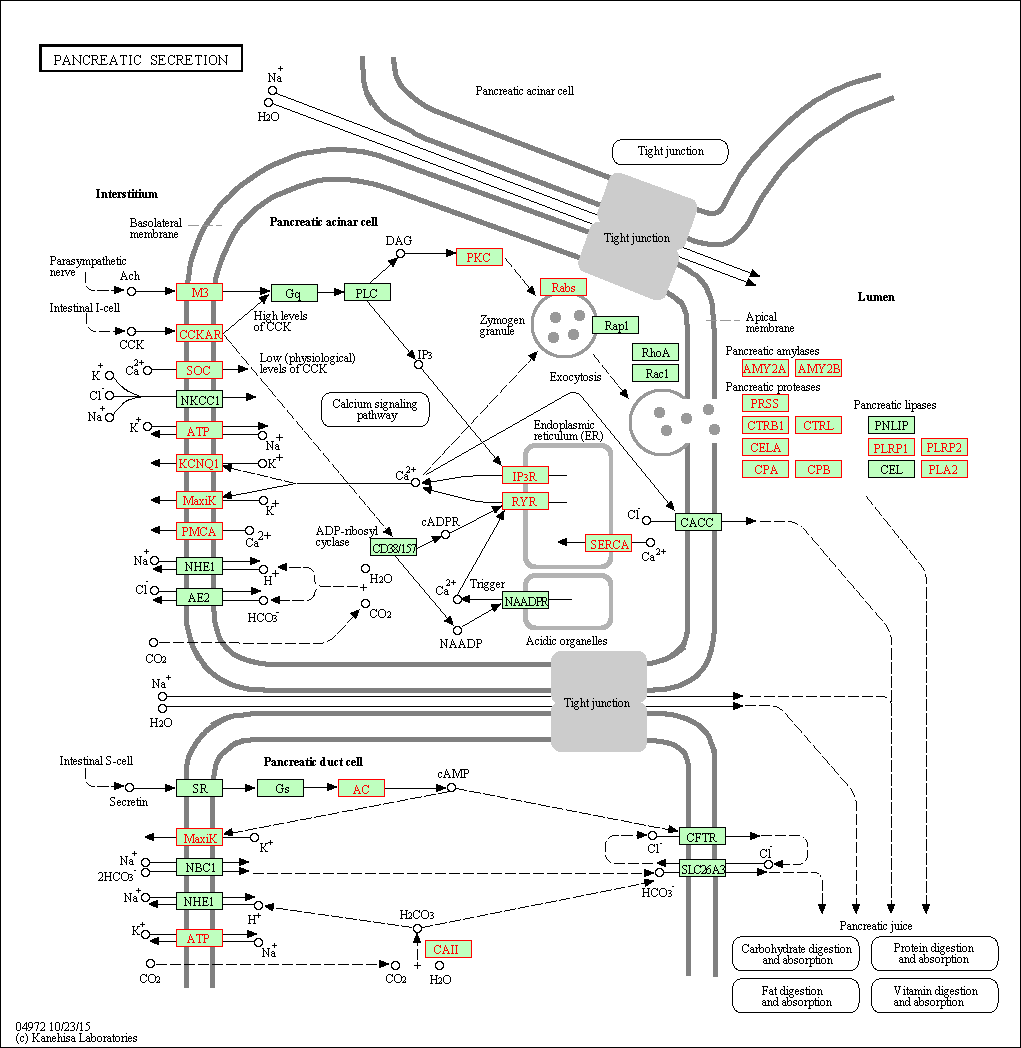 PANCREATIC SECRETION
Na+
H2O
Pancreatic acinar cell
Tight junction
Interstitium
Basolateral
membrane
Pancreatic acinar cell
Tight junction
Parasympathetic
nerve
Ach
M3
Gq
PLC
DAG
PKC
Rabs
Lumen
Intestinal I-cell
CCK
CCKAR
High levels
of CCK
Zymogen
granule
Rap1
Apical
membrane
Low (physiological)
levels of CCK
IP3
RhoA
Rac1
Exocytosis
Pancreatic amylases
AMY2A
AMY2B
Ca2+
SOC
K+
Cl-
Na+
NKCC1
Calcium signaling
pathway
Pancreatic proteases
PRSS
CTRB1
CTRL
CELA
CPA
CPB
Pancreatic lipases
PNLIP
PLRP1
PLRP2
CEL
PLA2
K+
ATP
Na+
KCNQ1
K+
MaxiK
K+
PMCA
Ca2+
Endoplasmic
reticulum (ER)
Ca2+
IP3R
RYR
SERCA
Ca2+
Cl-
CACC
ADP-ribosyl
cyclase
cADPR
CD38/157
Na+
NHE1
H+
H2O
Cl-
AE2
HCO3-
CO2
CO2
Ca2+
Trigger
NAADPR
NAADP
Acidic organelles
Na+
H2O
Tight junction
Intestinal S-cell
Pancreatic duct cell
Secretin
SR
Gs
AC
cAMP
MaxiK
K+
Cl-
CFTR
Cl-
Na+
2HCO3-
NBC1
SLC26A3
HCO3-
Na+
NHE1
H+
H2CO3
K+
ATP
Na+
CAII
CO2
CO2
+
H2O
+
Pancreatic juice
Carbohydrate digestion
and absorption
Protein digestion
and absorption
Fat digestion
and absorption
Vitamin digestion
and absorption
04972 10/23/15
(c) Kanehisa Laboratories